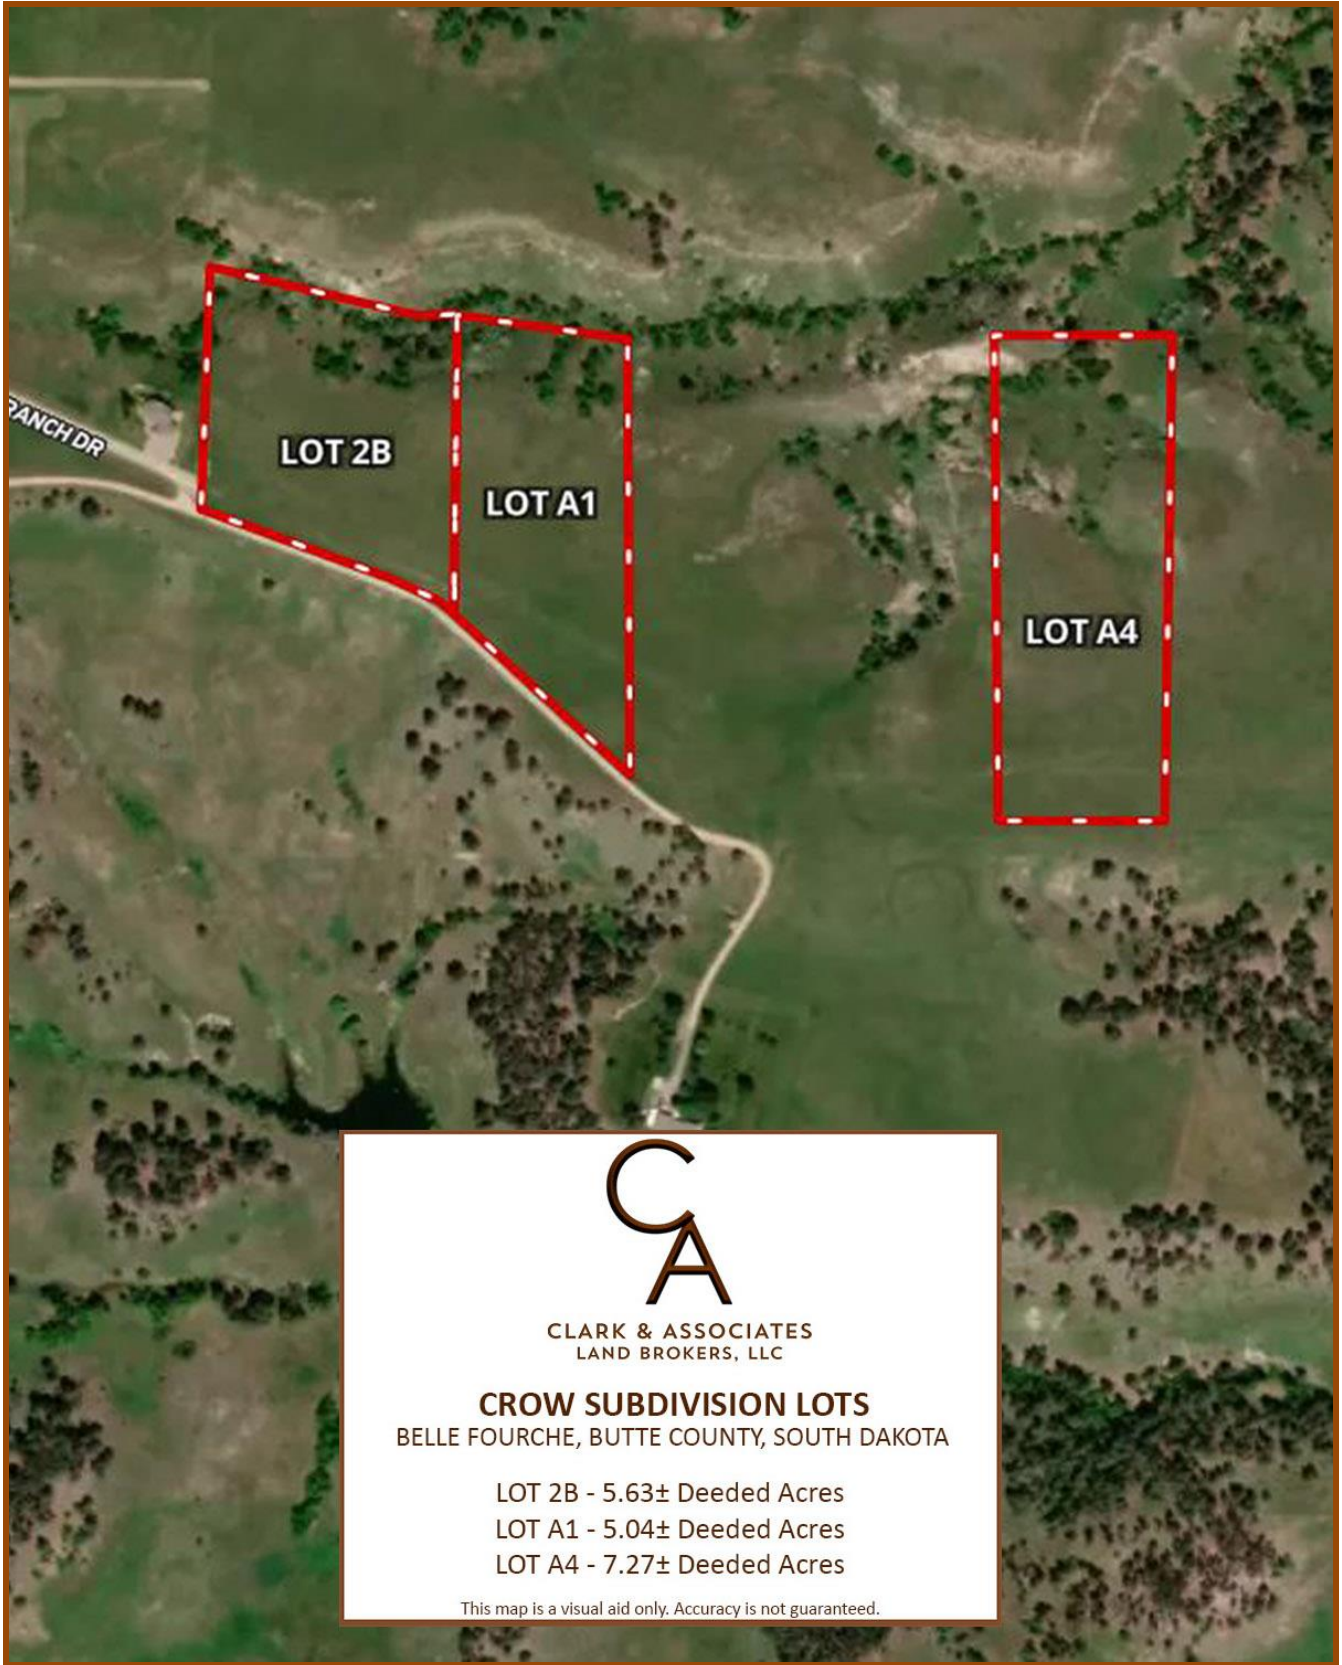 RANCH DR
LOT 2B
LOT A1
LOT A4
CA
CLARK & ASSOCIATES
LAND BROKERS, LLC
CROW SUBDIVISION LOTS
BELLE FOURCHE, BUTTE COUNTY, SOUTH DAKOTA
LOT 2B - 5.63± Deeded Acres
LOT A1 - 5.04± Deeded Acres
LOT A4 - 7.27± Deeded Acres
This map is a visual aid only. Accuracy is not guaranteed.